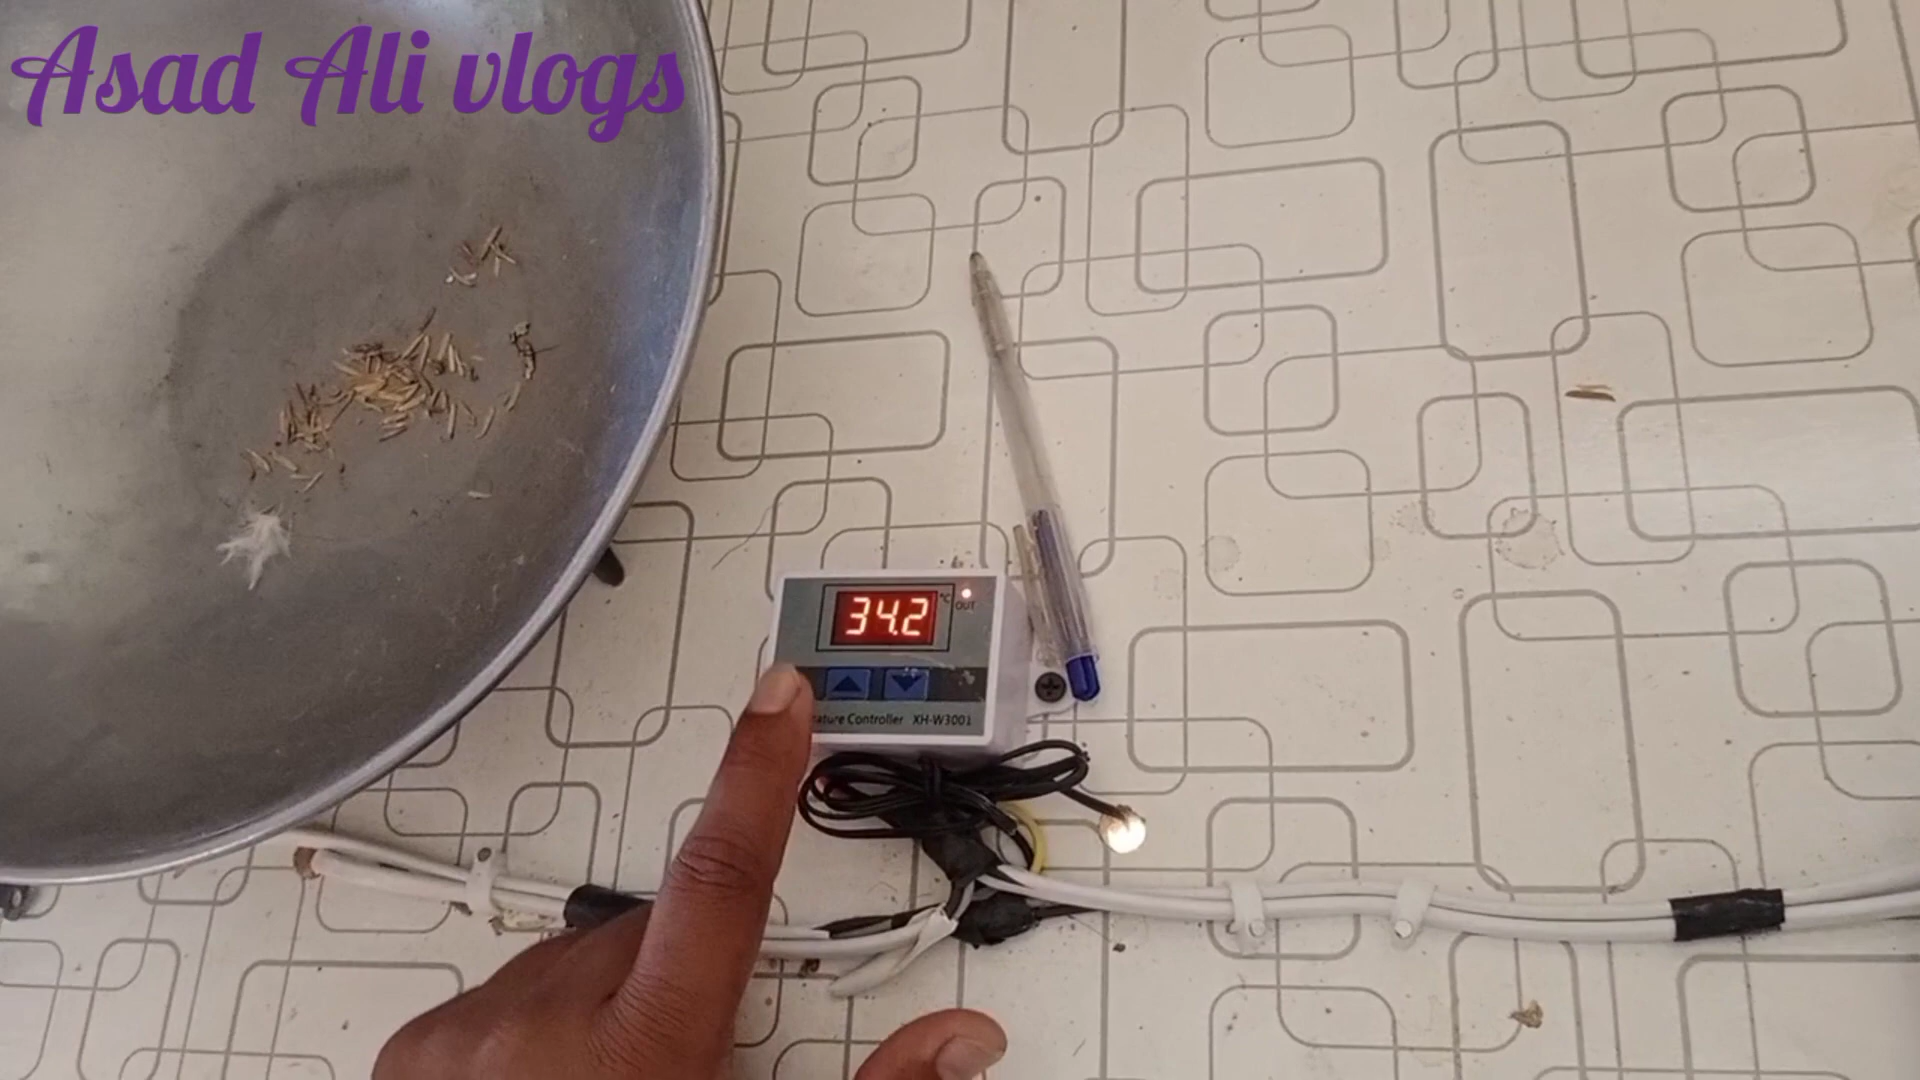 Asad Ali vlogs
34.2
°C
OUT
ature Controller XH-W3001